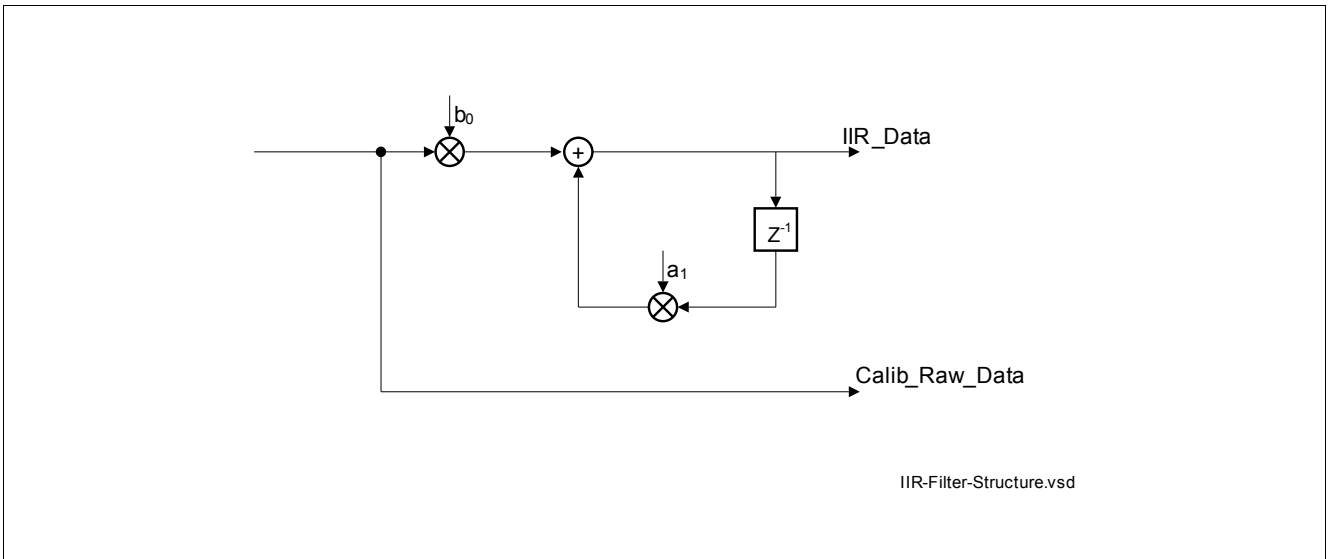 b₀
+
IIR_Data
Z⁻¹
a₁
Calib_Raw_Data
IIR-Filter-Structure.vsd